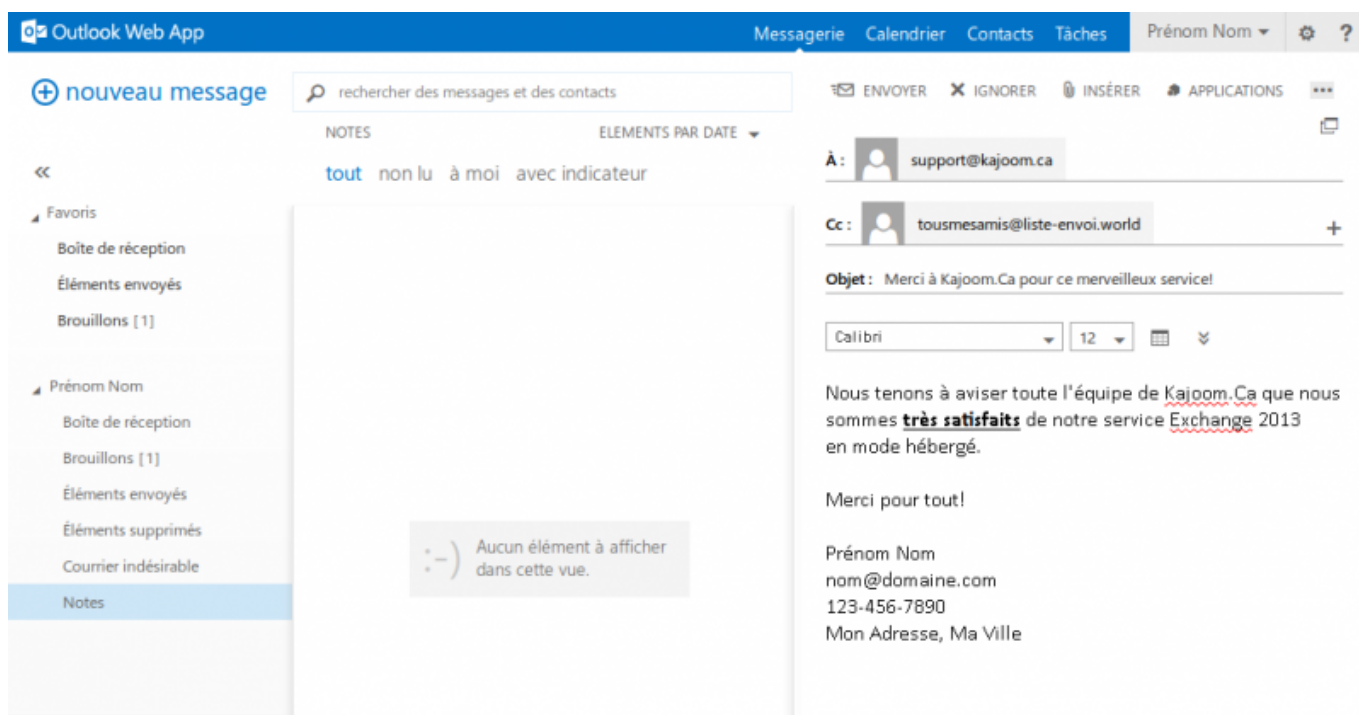 Outlook Web App
Messagerie Calendrier Contacts Tâches Prénom Nom ?
nouveau message
rechercher des messages et des contacts
NOTES ELEMENTS PAR DATE
tout non lu à moi avec indicateur
Favoris
Boîte de réception
Éléments envoyés
Brouillons [1]
Prénom Nom
Boîte de réception
Brouillons [1]
Éléments envoyés
Éléments supprimés
Courrier indésirable
Notes
:-)
Aucun élément à afficher
dans cette vue.
ENVOYER IGNORER INSÉRER APPLICATIONS ...
À : support@kajoom.ca
Cc : tousmesamis@liste-envoi.world +
Objet : Merci à Kajoom.Ca pour ce merveilleux service!
Calibri 12
Nous tenons à aviser toute l'équipe de Kajoom.Ca que nous
sommes très satisfaits de notre service Exchange 2013
en mode hébergé.
Merci pour tout!
Prénom Nom
nom@domaine.com
123-456-7890
Mon Adresse, Ma Ville